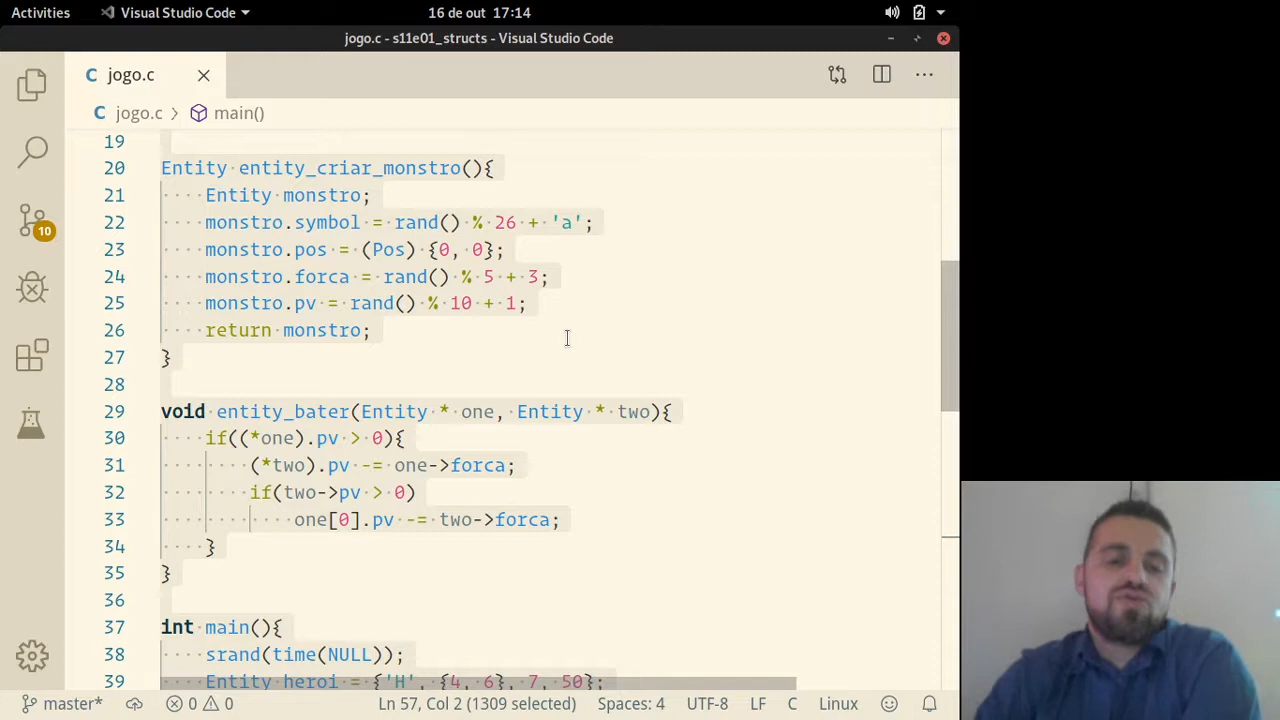 Activities Visual Studio Code 16 de out 17:14
jogo.c - s11e01_structs - Visual Studio Code
C jogo.c
C jogo.c > main()
19
20 Entity entity_criar_monstro(){
21 Entity monstro;
22 monstro.symbol = rand() % 26 + 'a';
23 monstro.pos = (Pos) {0, 0};
24 monstro.forca = rand() % 5 + 3;
25 monstro.pv = rand() % 10 + 1;
26 return monstro;
27 }
28
29 void entity_bater(Entity * one, Entity * two){
30 if((*one).pv > 0){
31 (*two).pv -= one->forca;
32 if(two->pv > 0)
33 one[0].pv -= two->forca;
34 }
35 }
36
37 int main(){
38 srand(time(NULL));
39 Entity heroi = {'H', {4, 6}, 7, 50};
10
master* 0 0 Ln 57, Col 2 (1309 selected) Spaces: 4 UTF-8 LF C Linux